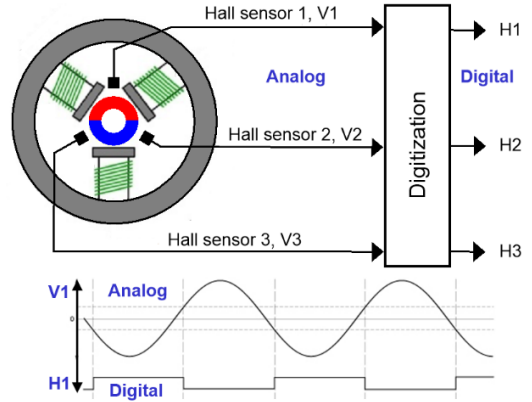 Hall sensor 1, V1
H1
Analog
Digital
Digitization
Hall sensor 2, V2
H2
Hall sensor 3, V3
H3
V1
Analog
0
H1
Digital